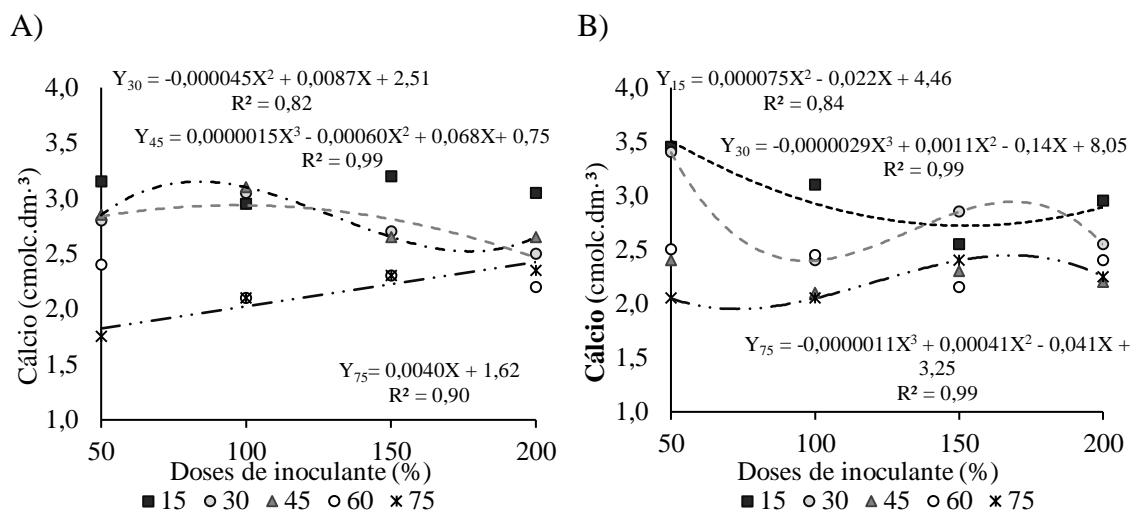 A)
Y30 = -0,000045X² + 0,0087X + 2,51
R² = 0,82
Y45 = 0,0000015X³ - 0,00060X² + 0,068X+ 0,75
R² = 0,99
Y75= 0,0040X + 1,62
R² = 0,90
Cálcio (cmolc.dm-³)
4,0
3,5
3,0
2,5
2,0
1,5
1,0
50 100 150 200
Doses de inoculante (%)
15 30 45 60 75
B)
Y15 = 0,000075X² - 0,022X + 4,46
R² = 0,84
Y30 = -0,0000029X³ + 0,0011X² - 0,14X + 8,05
R² = 0,99
Y75 = -0,0000011X³ + 0,00041X² - 0,041X +
3,25
R² = 0,99
Cálcio (cmolc.dm-³)
4,0
3,5
3,0
2,5
2,0
1,5
1,0
50 100 150 200
Doses de inoculante (%)
15 30 45 60 75